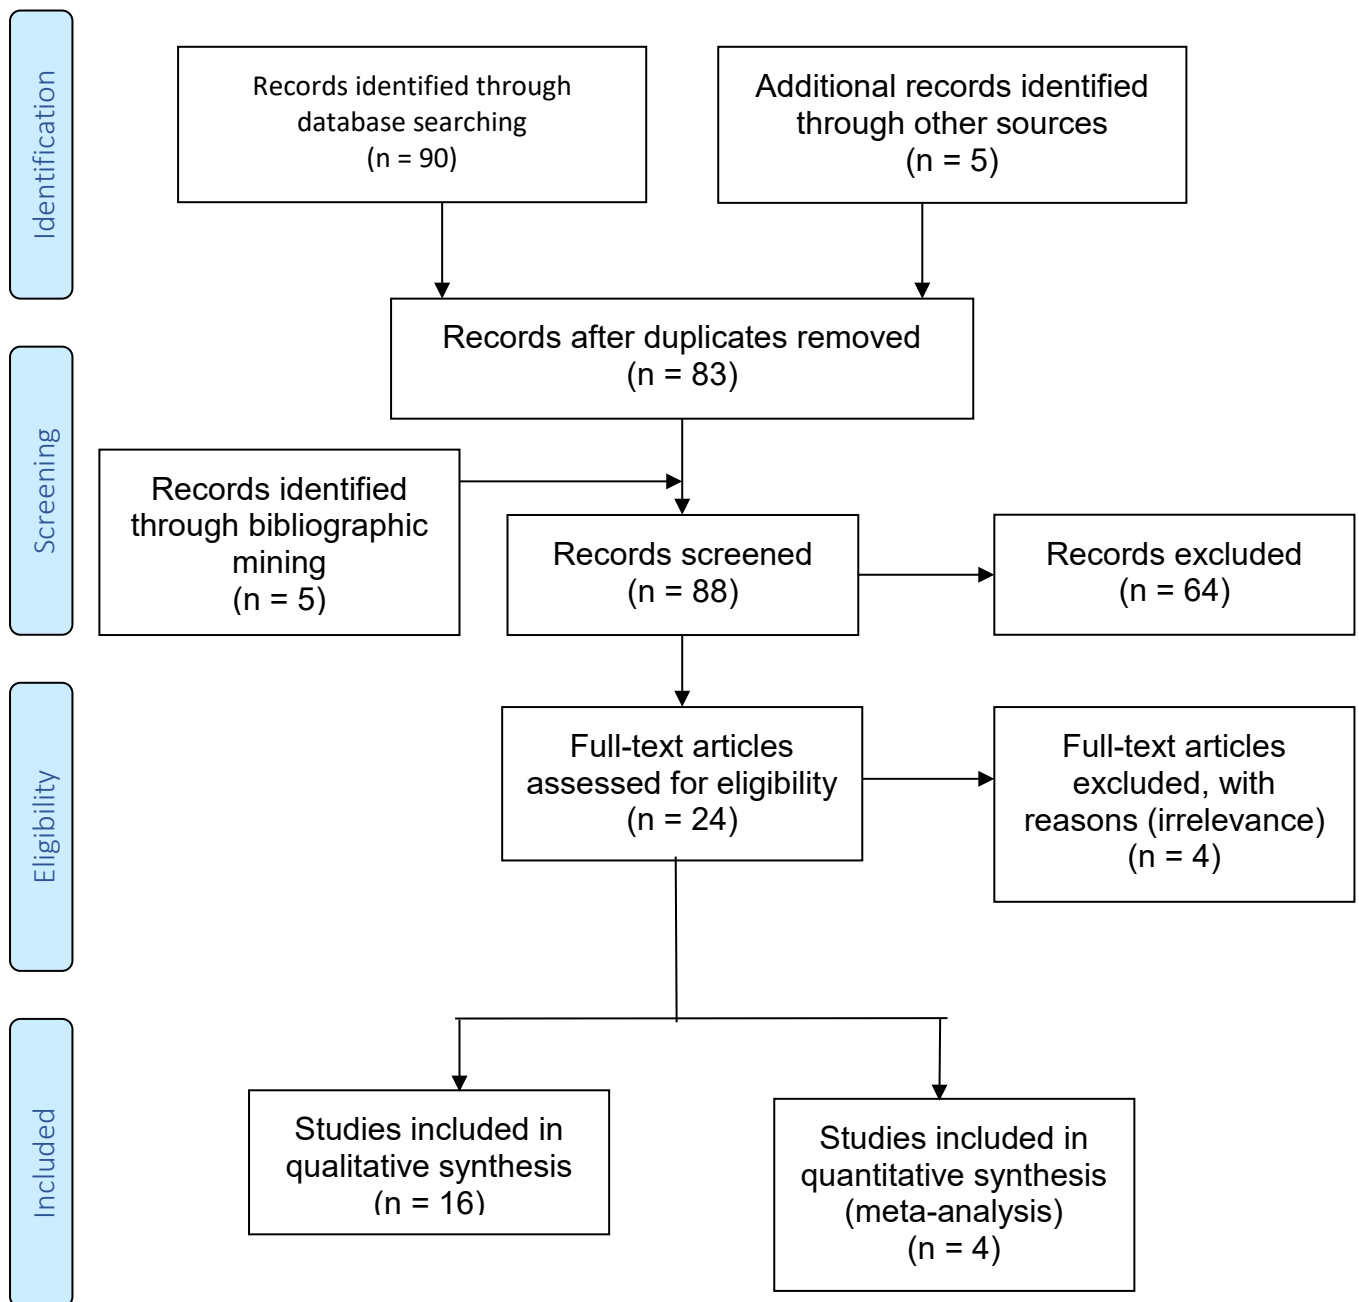 Identification
Records identified through
database searching
(n = 90)
Additional records identified
through other sources
(n = 5)
Records after duplicates removed
(n = 83)
Screening
Records identified
through bibliographic
mining
(n = 5)
Records screened
(n = 88)
Records excluded
(n = 64)
Eligibility
Full-text articles
assessed for eligibility
(n = 24)
Full-text articles
excluded, with
reasons (irrelevance)
(n = 4)
Included
Studies included in
qualitative synthesis
(n = 16)
Studies included in
quantitative synthesis
(meta-analysis)
(n = 4)